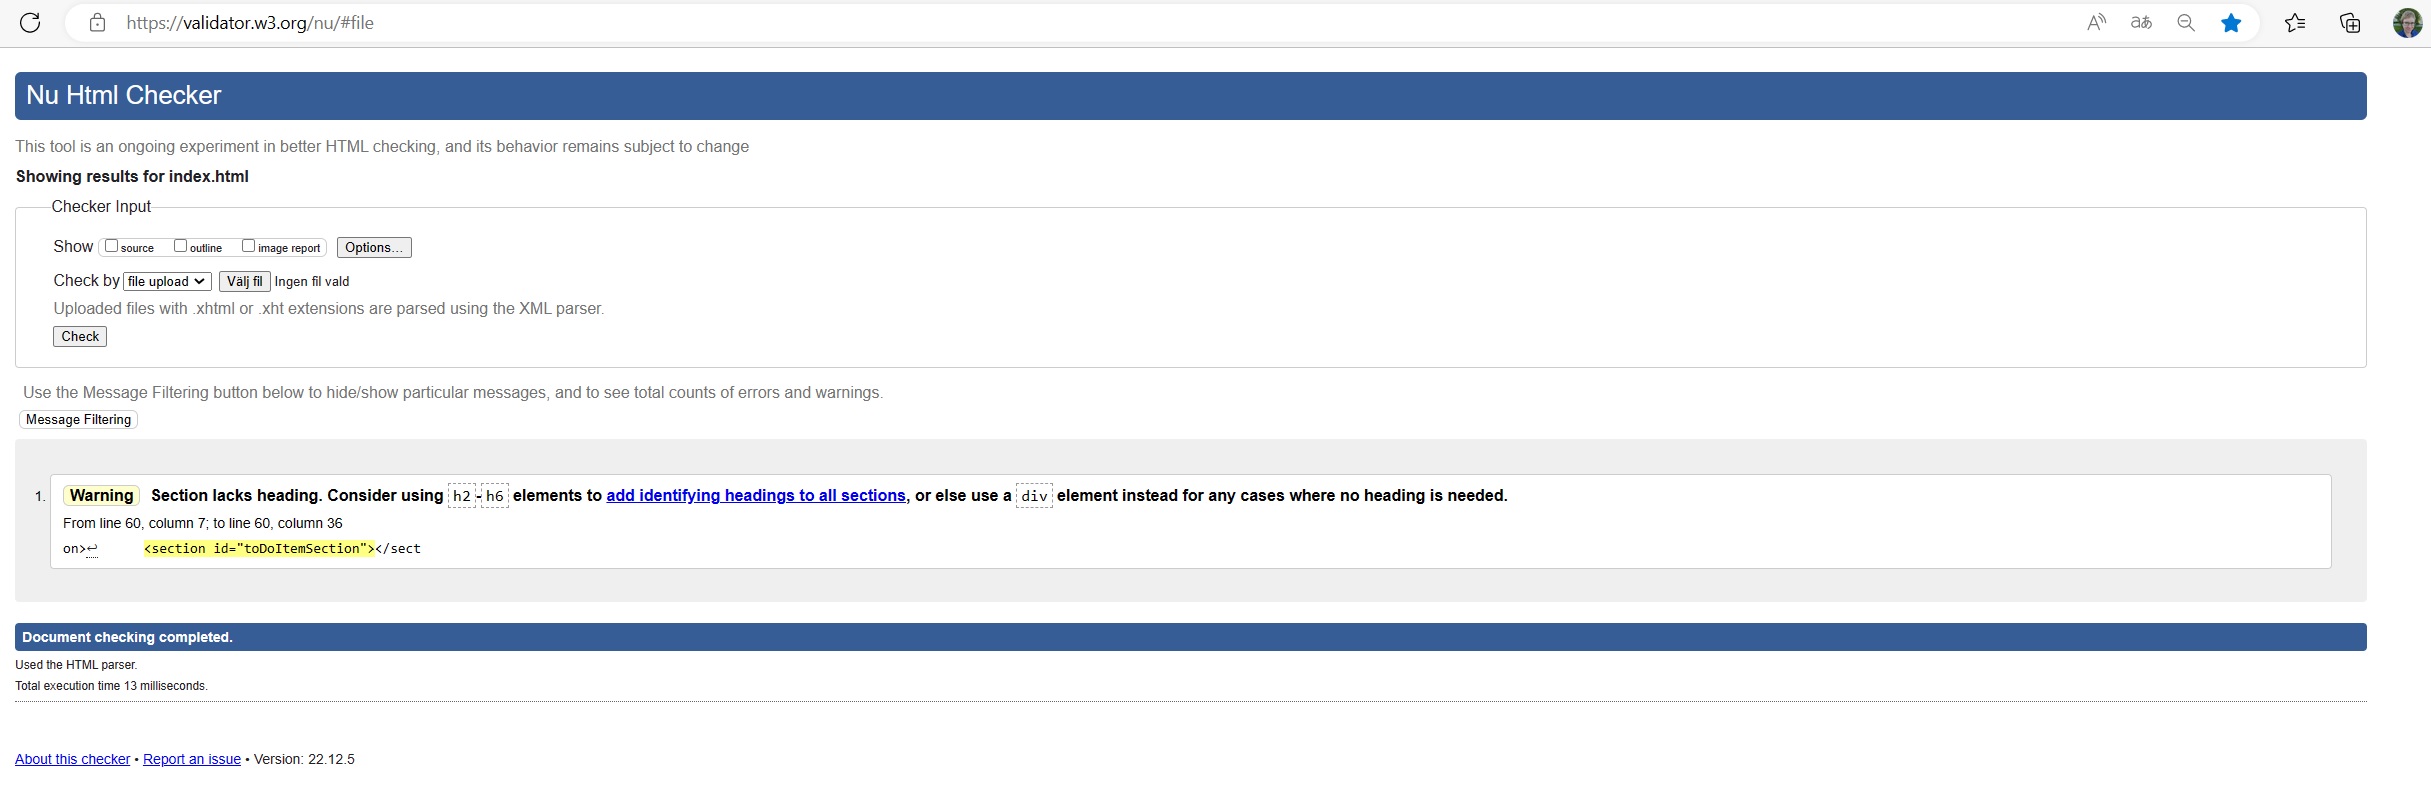 https://validator.w3.org/nu/#file
Nu Html Checker
This tool is an ongoing experiment in better HTML checking, and its behavior remains subject to change
Showing results for index.html
Checker Input
Show source outline image report Options...
Check by file upload Välj fil Ingen fil vald
Uploaded files with .xhtml or .xht extensions are parsed using the XML parser.
Check
Use the Message Filtering button below to hide/show particular messages, and to see total counts of errors and warnings.
Message Filtering
1. Warning Section lacks heading. Consider using h2-h6 elements to add identifying headings to all sections, or else use a div element instead for any cases where no heading is needed.
From line 60, column 7; to line 60, column 36
on>↩ <section id="toDoItemSection"></sect
Document checking completed.
Used the HTML parser.
Total execution time 13 milliseconds.
About this checker • Report an issue • Version: 22.12.5